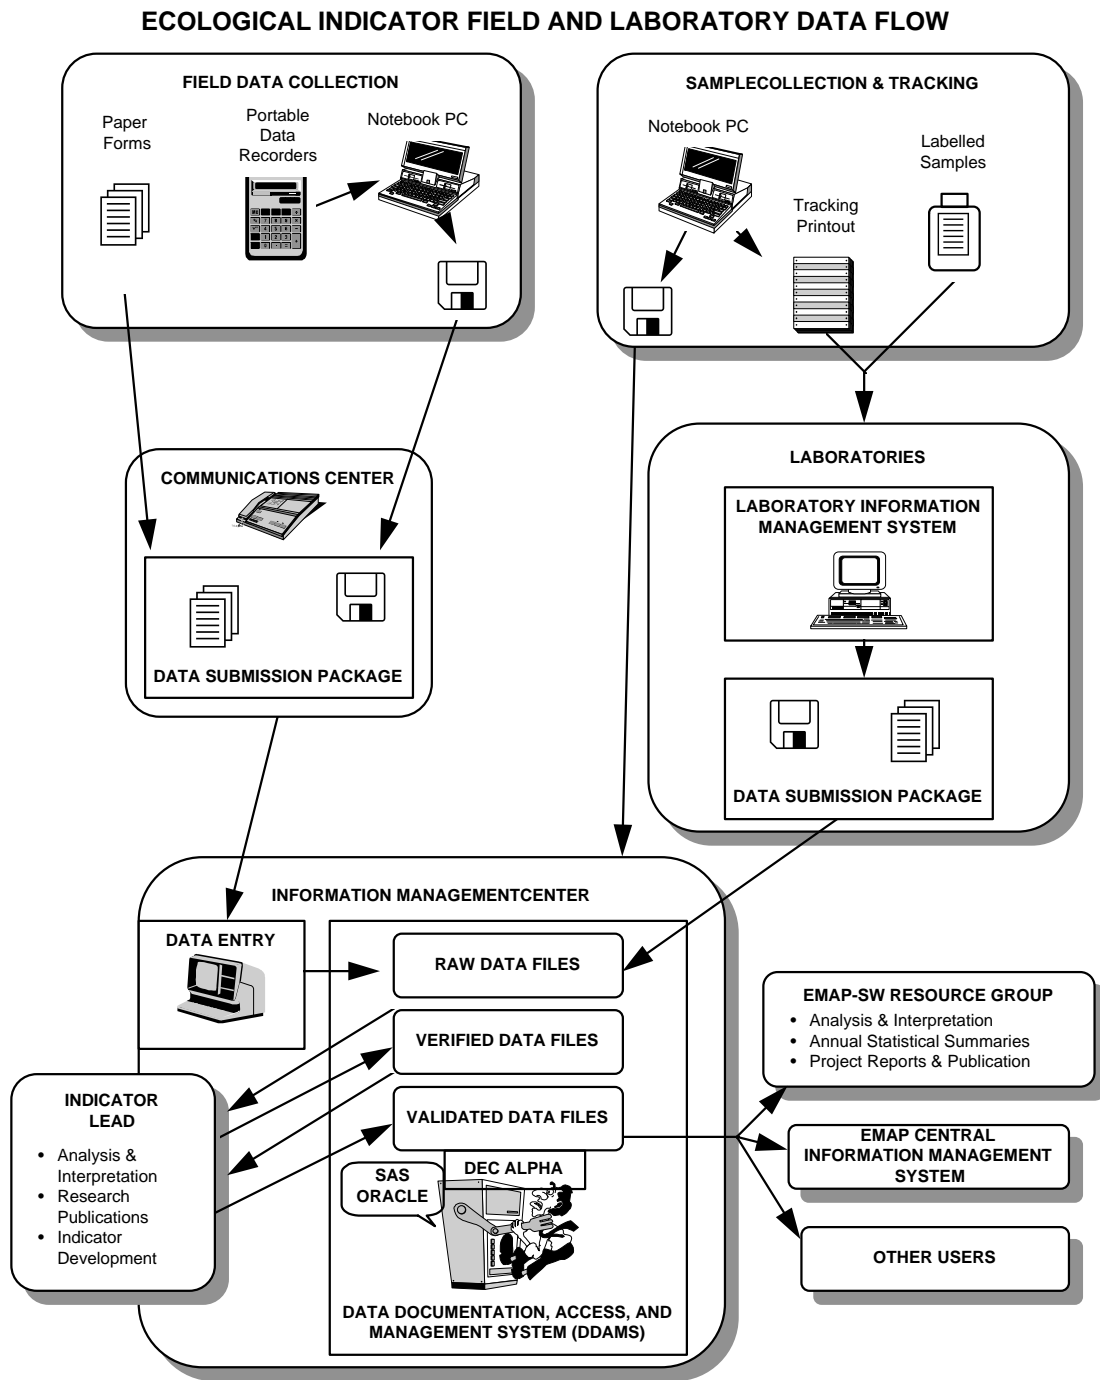 ECOLOGICAL INDICATOR FIELD AND LABORATORY DATA FLOW
FIELD DATA COLLECTION
Paper
Forms
Portable
Data
Recorders
Notebook PC
SAMPLECOLLECTION & TRACKING
Notebook PC
Tracking
Printout
Labelled
Samples
COMMUNICATIONS CENTER
DATA SUBMISSION PACKAGE
LABORATORIES
LABORATORY INFORMATION
MANAGEMENT SYSTEM
DATA SUBMISSION PACKAGE
INFORMATION MANAGEMENTCENTER
DATA ENTRY
RAW DATA FILES
VERIFIED DATA FILES
VALIDATED DATA FILES
DEC ALPHA
SAS
ORACLE
DATA DOCUMENTATION, ACCESS, AND
MANAGEMENT SYSTEM (DDAMS)
INDICATOR
LEAD
• Analysis &
Interpretation
• Research
Publications
• Indicator
Development
EMAP-SW RESOURCE GROUP
• Analysis & Interpretation
• Annual Statistical Summaries
• Project Reports & Publication
EMAP CENTRAL
INFORMATION MANAGEMENT
SYSTEM
OTHER USERS